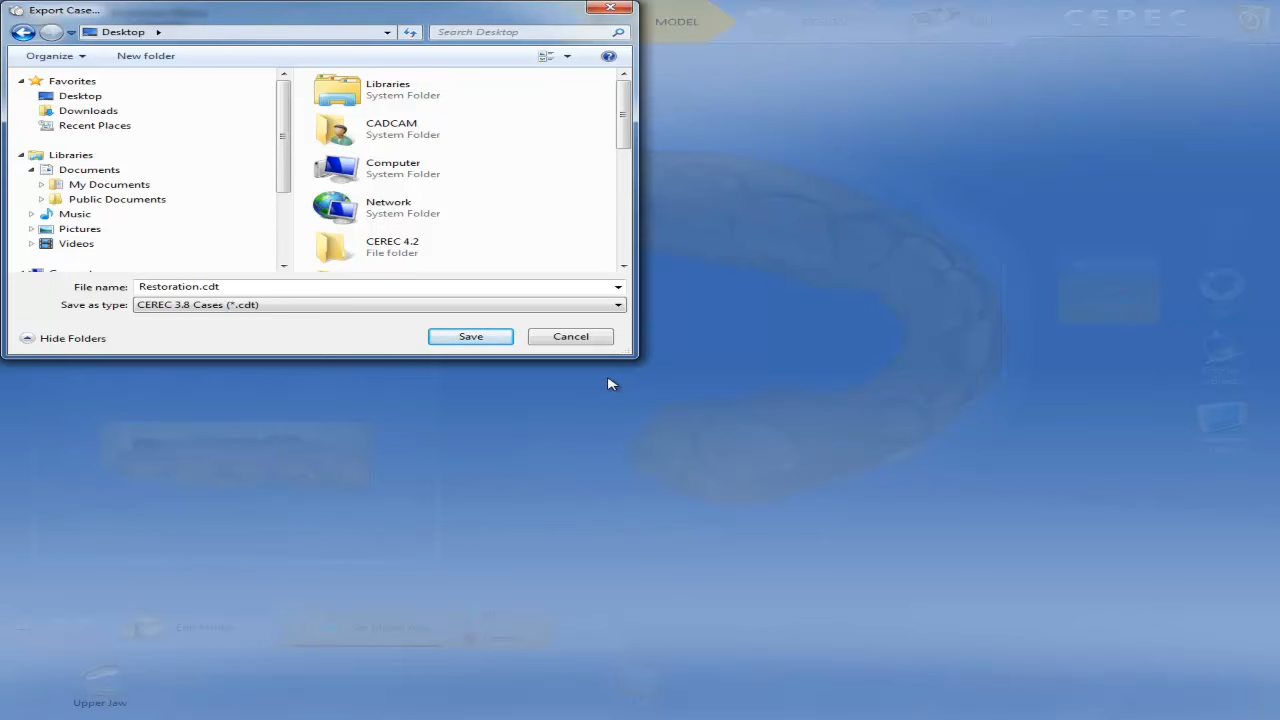 Export Case...
MODEL
CEREC
Desktop
Search Desktop
Organize
New folder
Favorites
Desktop
Downloads
Recent Places
Libraries
Documents
My Documents
Public Documents
Music
Pictures
Videos
Libraries
System Folder
CADCAM
System Folder
Computer
System Folder
Network
System Folder
CEREC 4.2
File folder
File name: Restoration.cdt
Save as type: CEREC 3.8 Cases (*.cdt)
Hide Folders
Save
Cancel
Upper Jaw